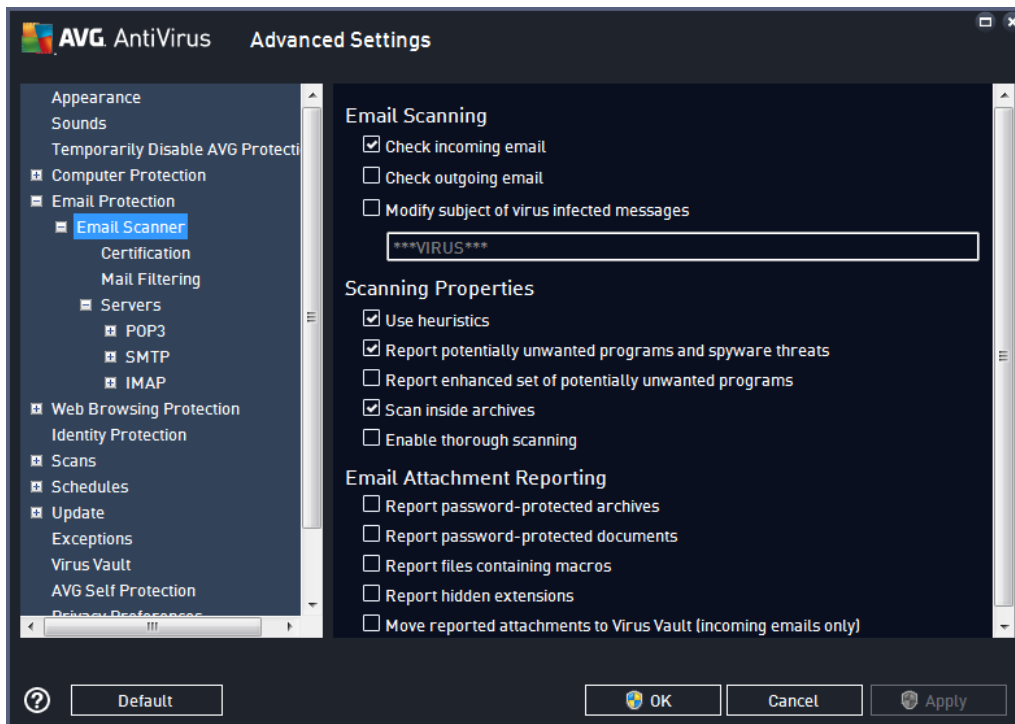 AVG. AntiVirus Advanced Settings
Appearance
Sounds
Temporarily Disable AVG Protecti
Computer Protection
Email Protection
Email Scanner
Certification
Mail Filtering
Servers
POP3
SMTP
IMAP
Web Browsing Protection
Identity Protection
Scans
Schedules
Update
Exceptions
Virus Vault
AVG Self Protection
Privacy Preferences
Email Scanning
Check incoming email
Check outgoing email
Modify subject of virus infected messages
***VIRUS***
Scanning Properties
Use heuristics
Report potentially unwanted programs and spyware threats
Report enhanced set of potentially unwanted programs
Scan inside archives
Enable thorough scanning
Email Attachment Reporting
Report password-protected archives
Report password-protected documents
Report files containing macros
Report hidden extensions
Move reported attachments to Virus Vault (incoming emails only)
? Default OK Cancel Apply